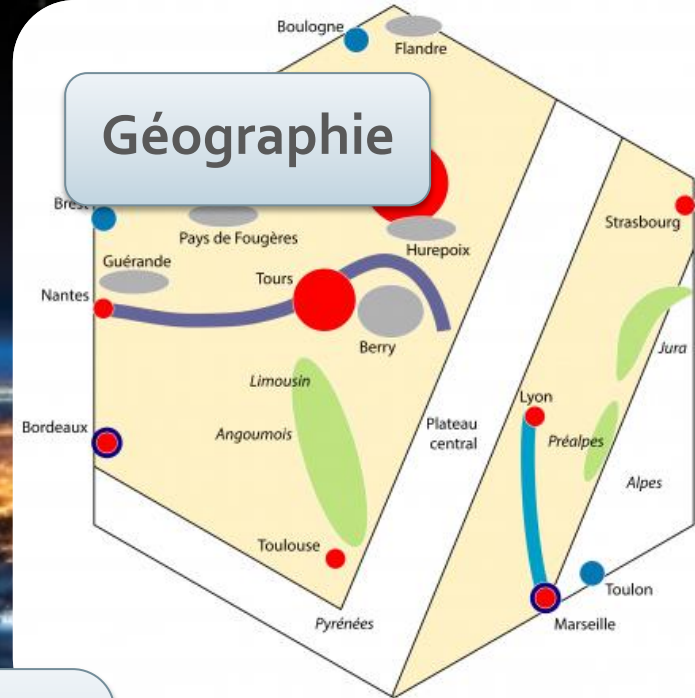 Boulogne
Flandre
Géographie
Brest
Pays de Fougères
Hurepoix
Strasbourg
Guérande
Tours
Nantes
Berry
Jura
Limousin
Lyon
Bordeaux
Angoumois
Plateau
central
Préalpes
Alpes
Toulouse
Toulon
Pyrénées
Marseille